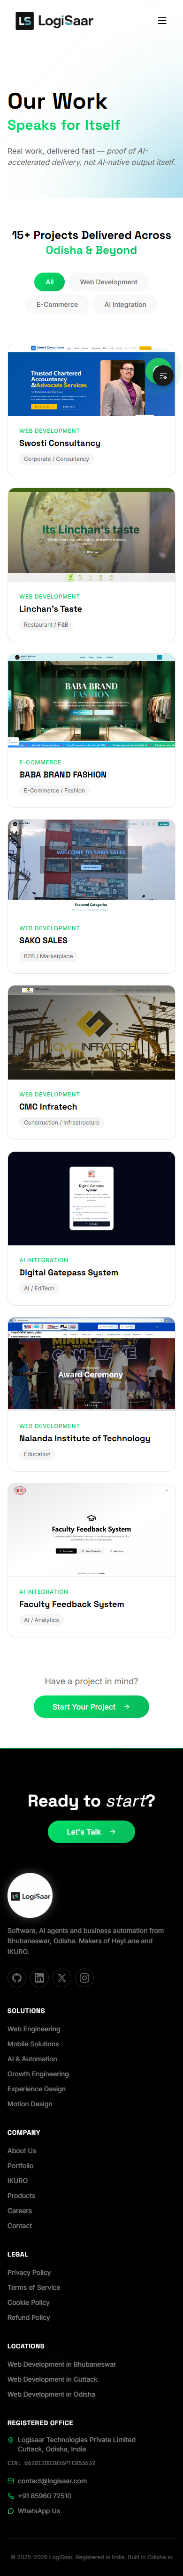 LogiSaar
Our Work
Speaks for Itself
Real work, delivered fast — proof of AI-
accelerated delivery, not AI-native output itself.
15+ Projects Delivered Across
Odisha & Beyond
All
Web Development
E-Commerce
AI Integration
Swosti Consultancy
Trusted Chartered
Accountancy
&Advocate Services
WEB DEVELOPMENT
Swosti Consultancy
Corporate / Consultancy
Its Linchan's taste
WEB DEVELOPMENT
Linchan's Taste
Restaurant / F&B
BABA BRAND
FASHION
E-COMMERCE
BABA BRAND FASHION
E-Commerce / Fashion
WELCOME TO SAKO SALES
Featured Categories
WEB DEVELOPMENT
SAKO SALES
B2B / Marketplace
CMC INFRATECH
WEB DEVELOPMENT
CMC Infratech
Construction / Infrastructure
Digital Gatepass
System
AI INTEGRATION
Digital Gatepass System
AI / EdTech
Award Ceremony
WEB DEVELOPMENT
Nalanda Institute of Technology
Education
Faculty Feedback System
AI INTEGRATION
Faculty Feedback System
AI / Analytics
Have a project in mind?
Start Your Project →
Ready to start?
Let's Talk →
LogiSaar
Software, AI agents and business automation from
Bhubaneswar, Odisha. Makers of HeyLane and
IKURO.
SOLUTIONS
Web Engineering
Mobile Solutions
AI & Automation
Growth Engineering
Experience Design
Motion Design
COMPANY
About Us
Portfolio
IKURO
Products
Careers
Contact
LEGAL
Privacy Policy
Terms of Service
Cookie Policy
Refund Policy
LOCATIONS
Web Development in Bhubaneswar
Web Development in Cuttack
Web Development in Odisha
REGISTERED OFFICE
Logisaar Technologies Private Limited
Cuttack, Odisha, India
CIN: U62012OD2026PTC053632
contact@logisaar.com
+91 85960 72510
WhatsApp Us
© 2025-2026 LogiSaar. Registered in India. Built in Odisha